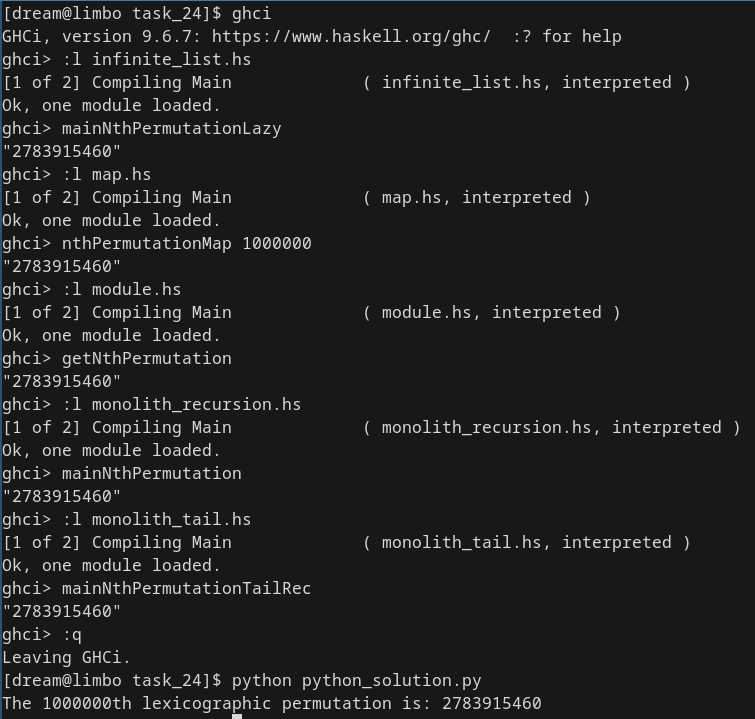 [dream@limbo task_24]$ ghci
GHCi, version 9.6.7: https://www.haskell.org/ghc/  :? for help
ghci> :l infinite_list.hs
[1 of 2] Compiling Main             ( infinite_list.hs, interpreted )
Ok, one module loaded.
ghci> mainNthPermutationLazy
"2783915460"
ghci> :l map.hs
[1 of 2] Compiling Main             ( map.hs, interpreted )
Ok, one module loaded.
ghci> nthPermutationMap 1000000
"2783915460"
ghci> :l module.hs
[1 of 2] Compiling Main             ( module.hs, interpreted )
Ok, one module loaded.
ghci> getNthPermutation
"2783915460"
ghci> :l monolith_recursion.hs
[1 of 2] Compiling Main             ( monolith_recursion.hs, interpreted )
Ok, one module loaded.
ghci> mainNthPermutation
"2783915460"
ghci> :l monolith_tail.hs
[1 of 2] Compiling Main             ( monolith_tail.hs, interpreted )
Ok, one module loaded.
ghci> mainNthPermutationTailRec
"2783915460"
ghci> :q
Leaving GHCi.
[dream@limbo task_24]$ python python_solution.py
The 1000000th lexicographic permutation is: 2783915460